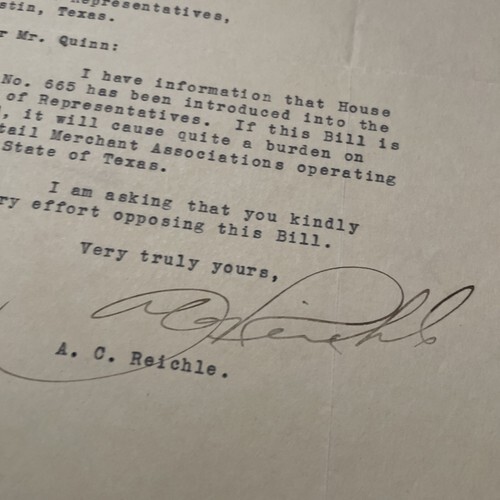 epresentatives,
stin, Texas.
r Mr. Quinn:
I have information that House
No. 665 has been introduced into the
of Representatives. If this Bill is
, it will cause quite a burden on
tail Merchant Associations operating
State of Texas.
I am asking that you kindly
ry effort opposing this Bill.
Very truly yours,
A C Reichle
A. C. Reichle.